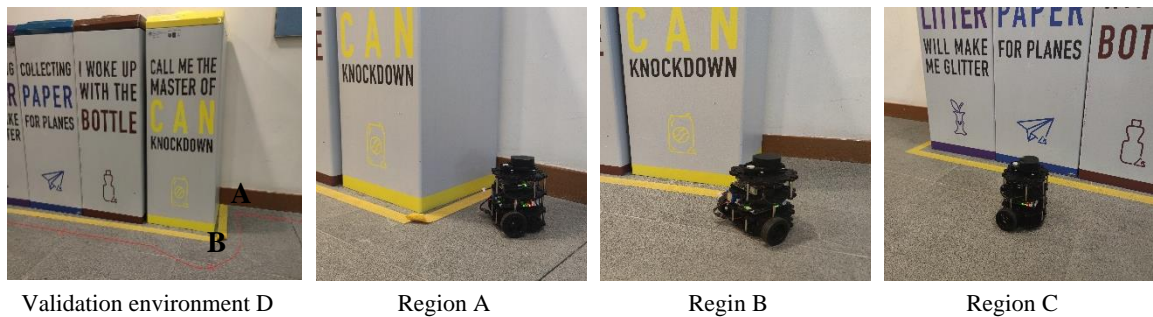 COLLECTING
PAPER
FOR PLANES
I WOKE UP
WITH THE
BOTTLE
CALL ME THE
MASTER OF
CAN
KNOCKDOWN
A
B
CAN
KNOCKDOWN
CAN
KNOCKDOWN
LITTER
WILL MAKE
ME GLITTER
PAPER
FOR PLANES
BOT
Validation environment D
Region A
Regin B
Region C